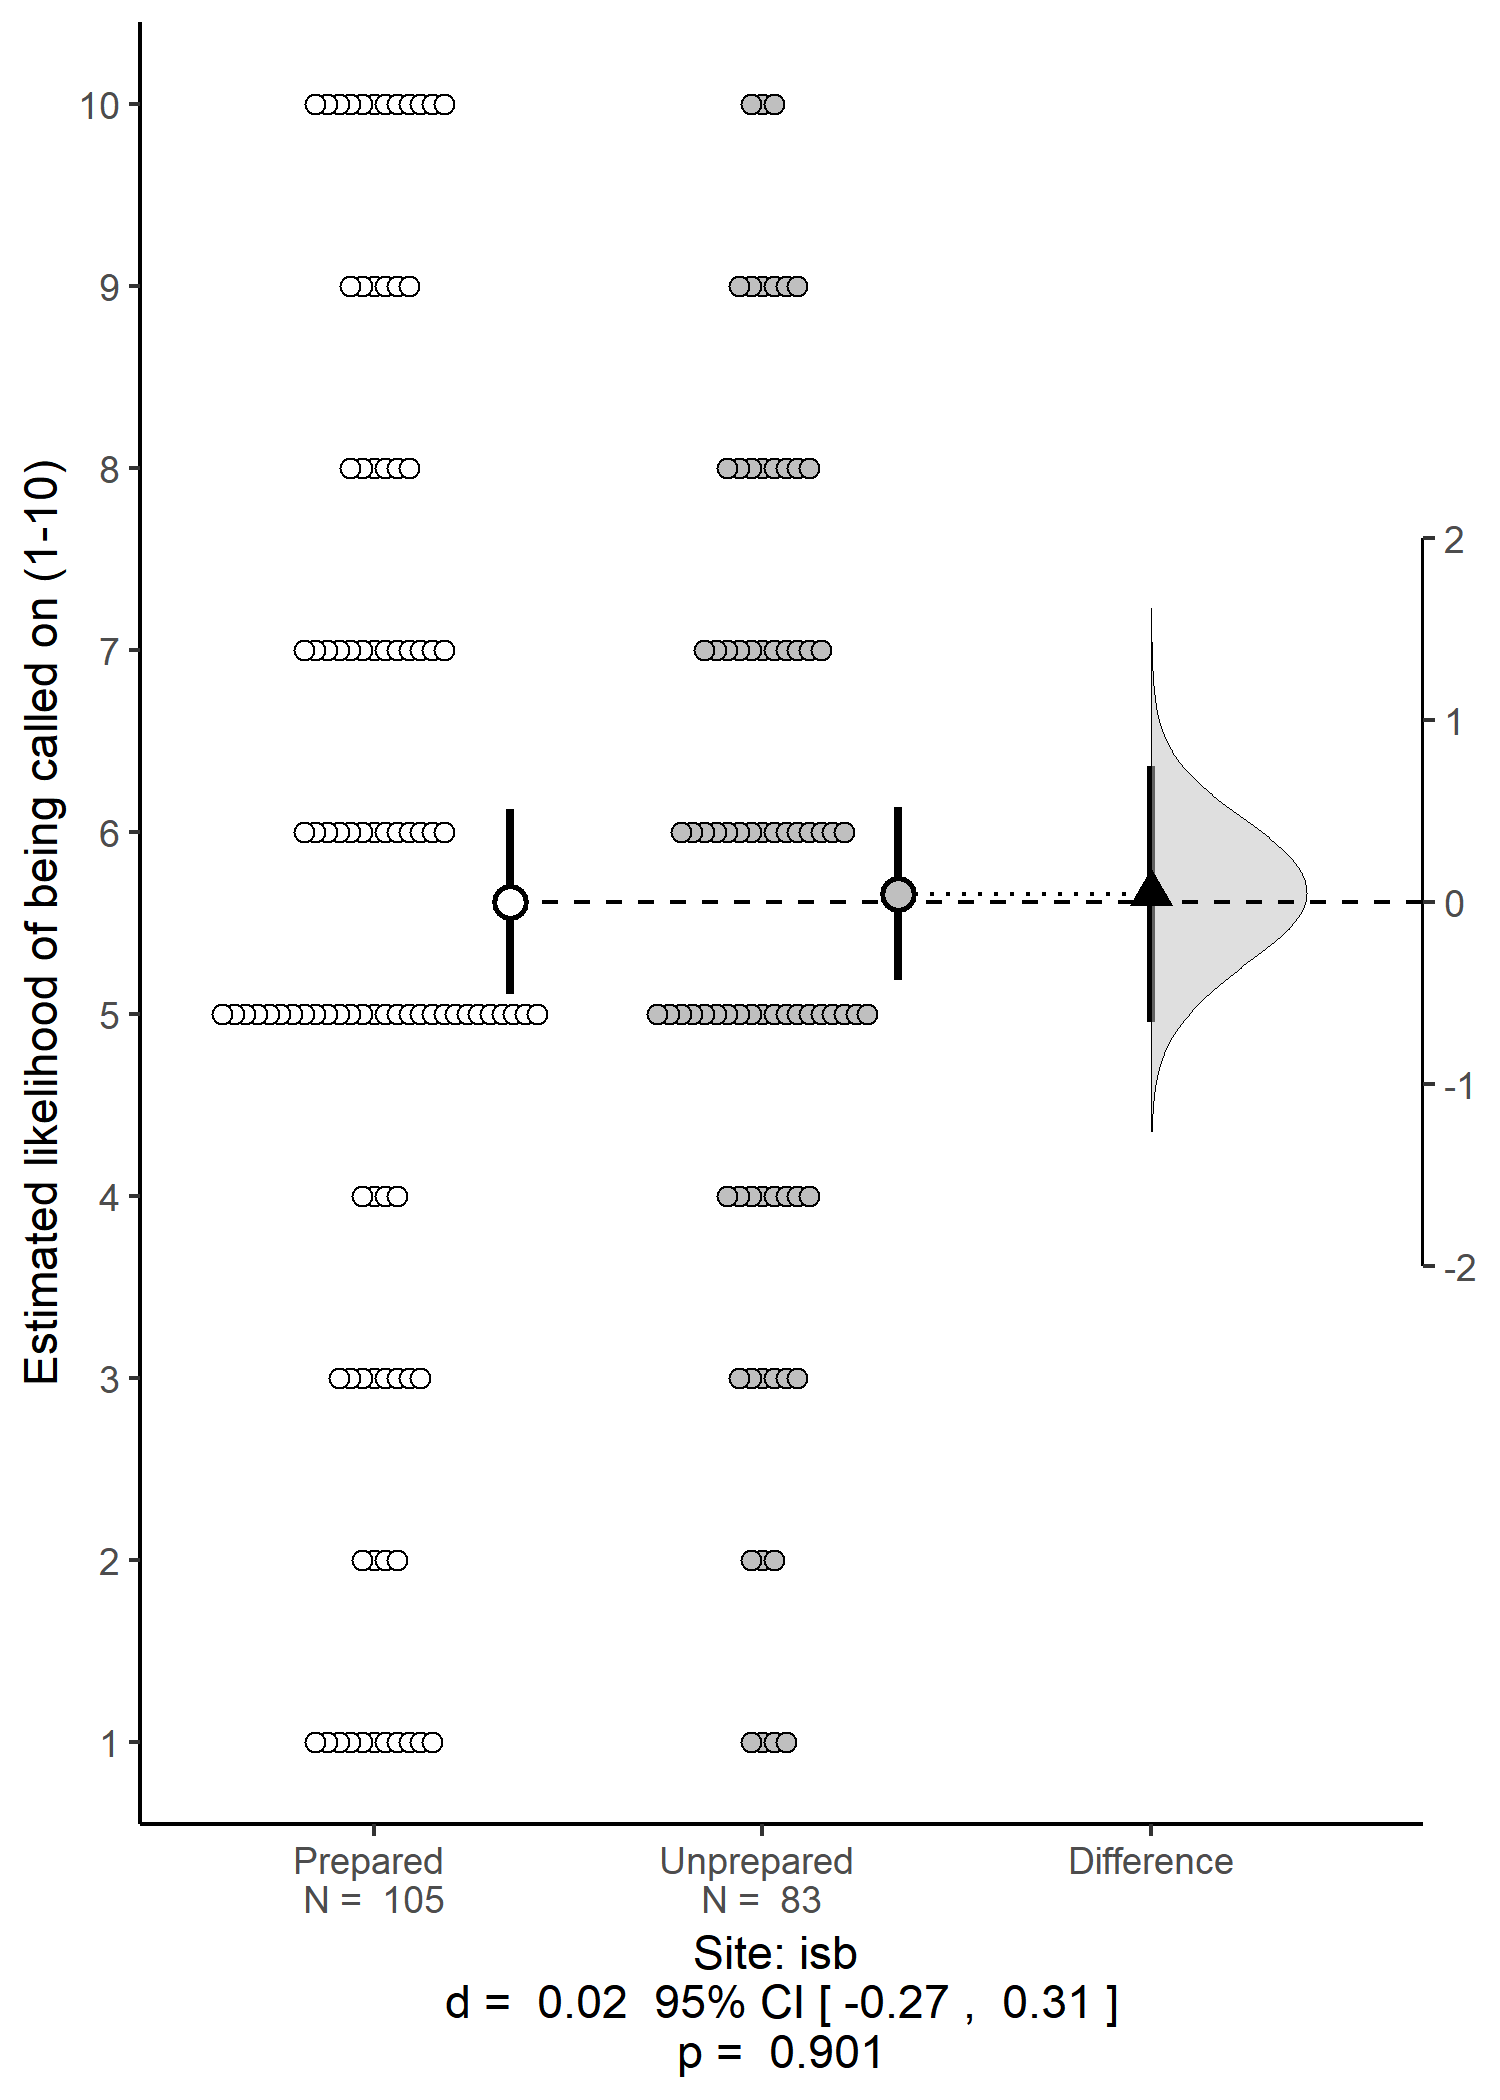 Estimated likelihood of being called on (1-10)
10
9
8
7
6
5
4
3
2
1
2
1
0
-1
-2
Prepared
N =  105
Unprepared
N =  83
Difference
Site: isb
d =  0.02  95% CI [ -0.27 ,  0.31 ]
p =  0.901